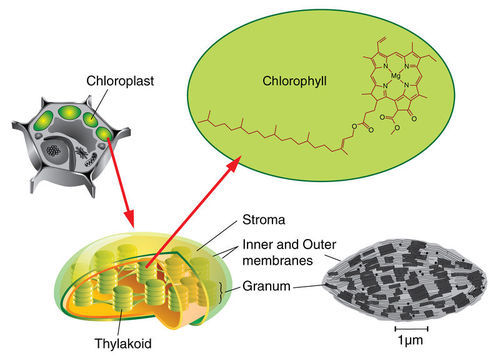 Chloroplast
Chlorophyll
N
N
Mg
N
N
O
O
O
O
O
Stroma
Inner and Outer
membranes
Granum
Thylakoid
1µm